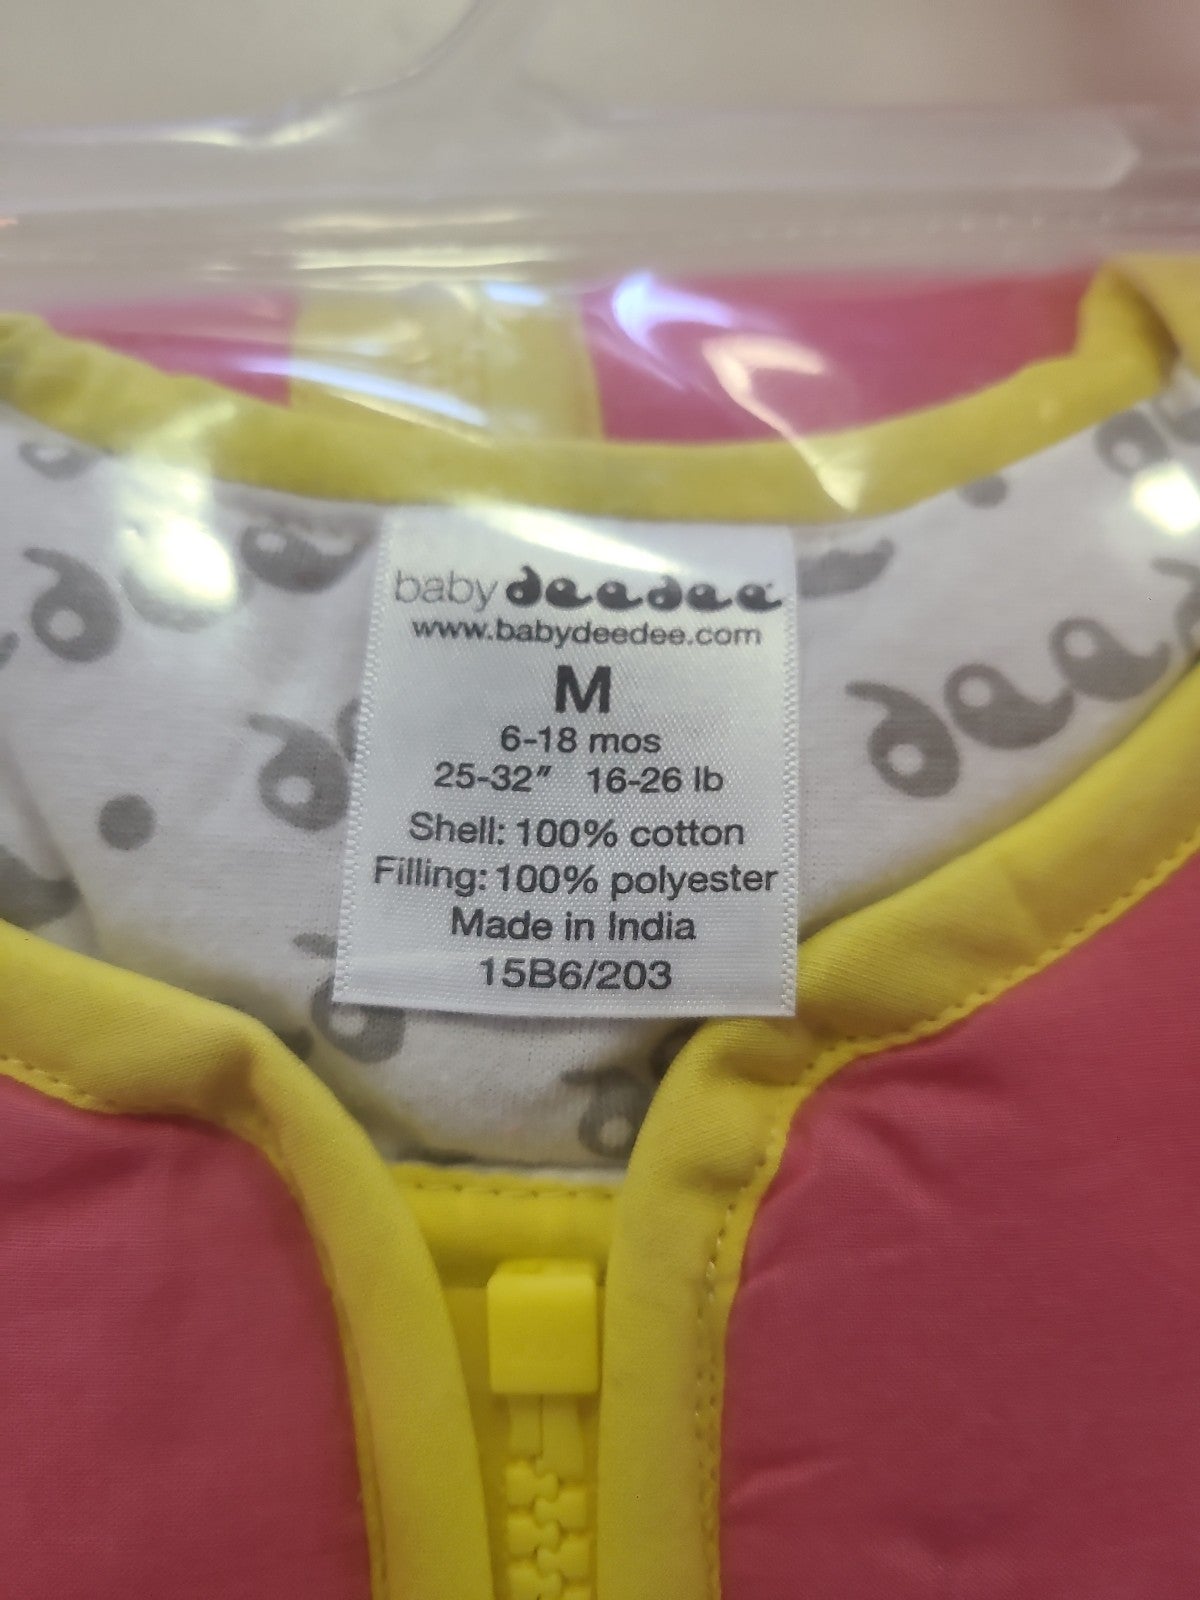 baby deedee
www.babydeedee.com
M
6-18 mos
25-32" 16-26 lb
Shell: 100% cotton
Filling: 100% polyester
Made in India
15B6/203